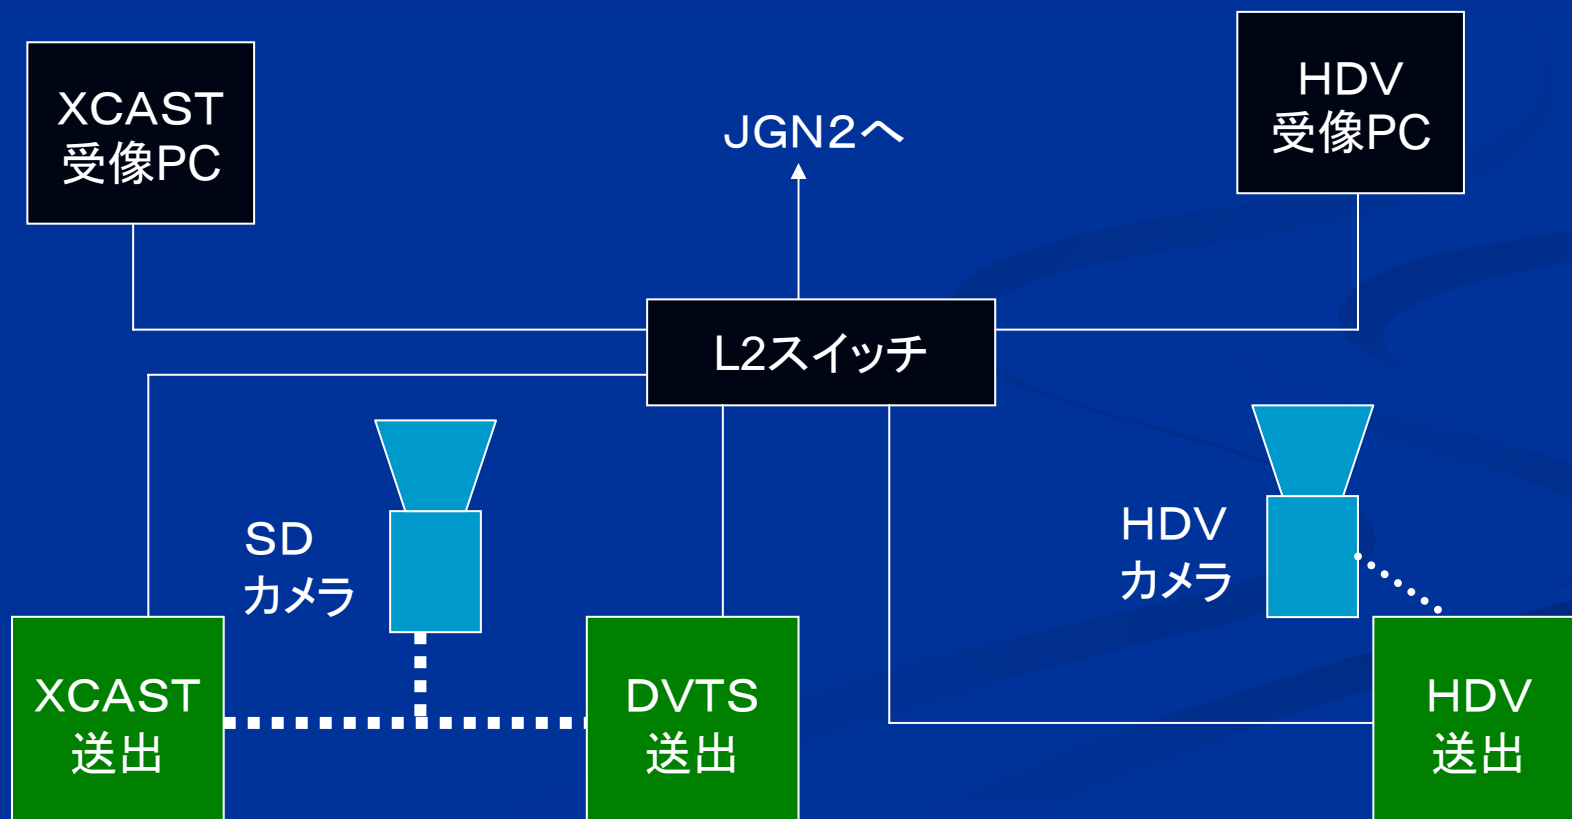 XCAST
受像PC
JGN2へ
HDV
受像PC
L2スイッチ
SD
カメラ
HDV
カメラ
XCAST
送出
DVTS
送出
HDV
送出